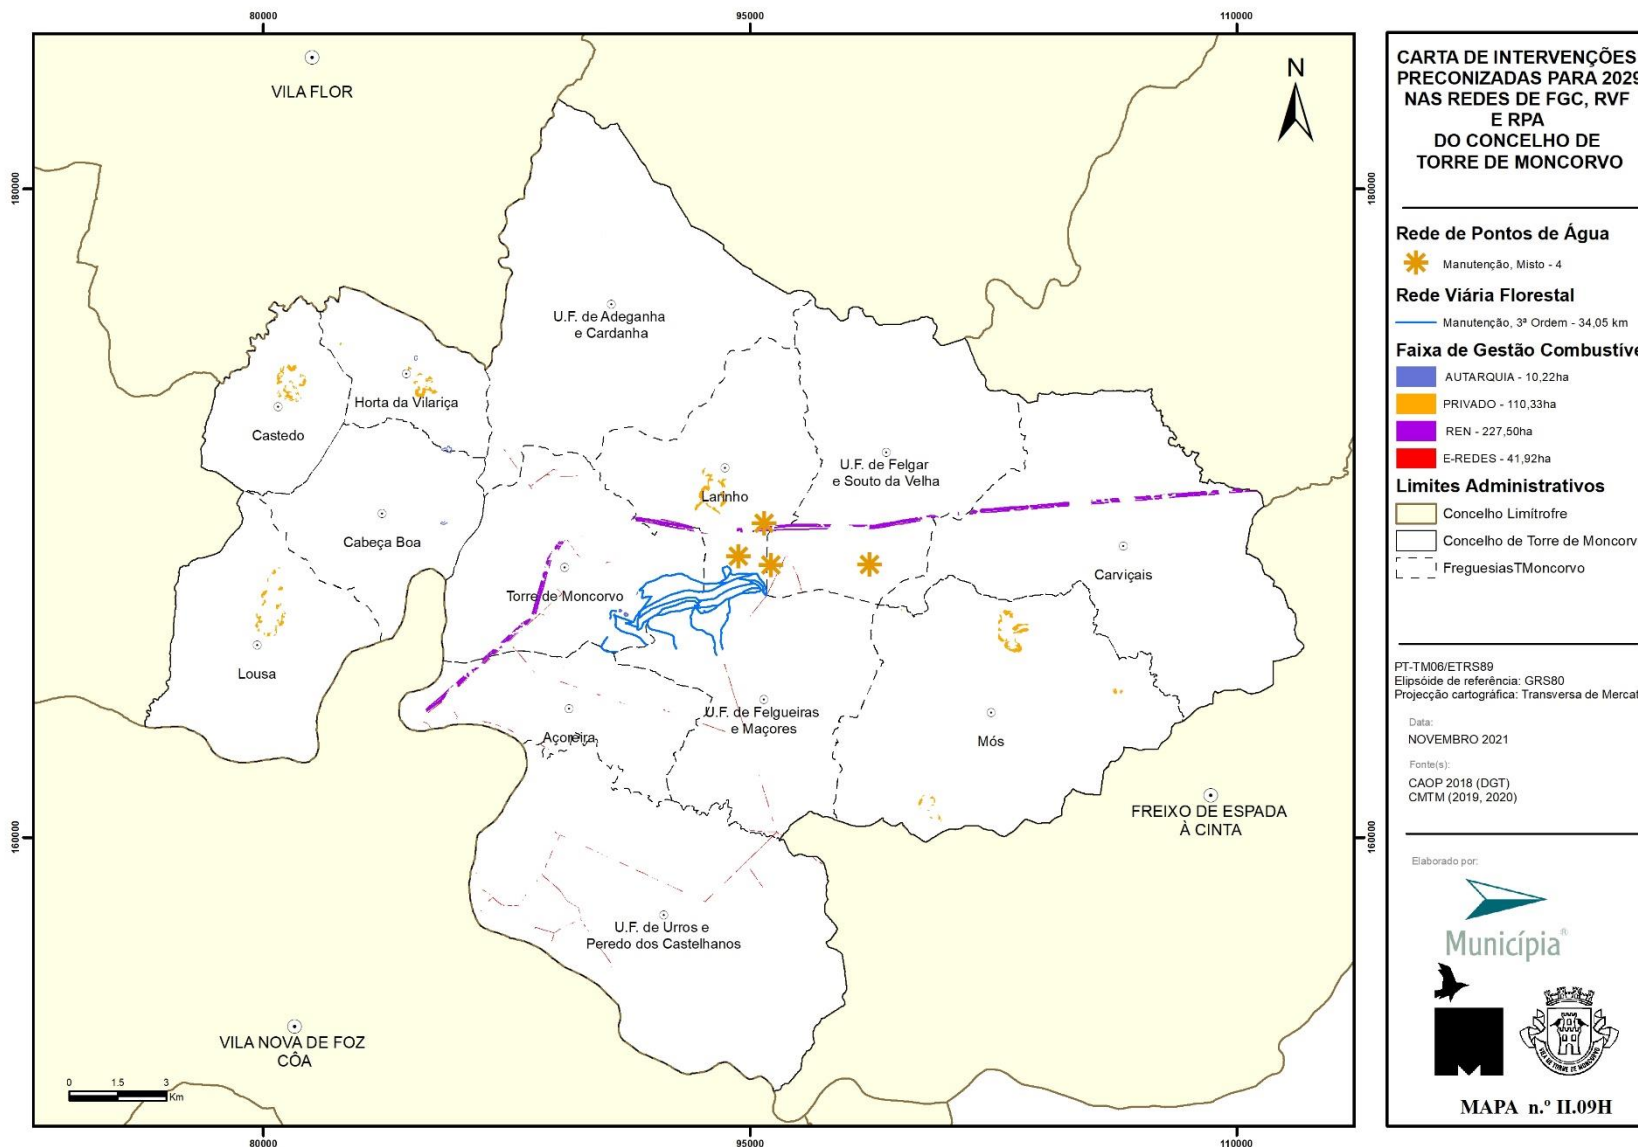 80000
95000
110000
VILA FLOR
N
180000
180000
U.F. de Adeganha
e Cardanha
Horta da Vilariça
Castedo
U.F. de Felgar
e Souto da Velha
Larinho
Cabeça Boa
Carviçais
Torre de Moncorvo
Lousa
U.F. de Felgueiras
e Maçores
Açoreira
Mós
FREIXO DE ESPADA
À CINTA
160000
160000
U.F. de Urros e
Peredo dos Castelhanos
VILA NOVA DE FOZ
CÔA
0 1.5 3
Km
80000
95000
110000
CARTA DE INTERVENÇÕES
PRECONIZADAS PARA 2029
NAS REDES DE FGC, RVF
E RPA
DO CONCELHO DE
TORRE DE MONCORVO
Rede de Pontos de Água
Manutenção, Misto - 4
Rede Viária Florestal
Manutenção, 3ª Ordem - 34,05 km
Faixa de Gestão Combustíve
AUTARQUIA - 10,22ha
PRIVADO - 110,33ha
REN - 227,50ha
E-REDES - 41,92ha
Limites Administrativos
Concelho Limítrofre
Concelho de Torre de Moncorv
FreguesiasTMoncorvo
PT-TM06/ETRS89
Elipsóide de referência: GRS80
Projecção cartográfica: Transversa de Mercat
Data:
NOVEMBRO 2021
Fonte(s):
CAOP 2018 (DGT)
CMTM (2019, 2020)
Elaborado por:
Município®
VILA DE TORRE DE MONCORVO
MAPA n.º II.09H